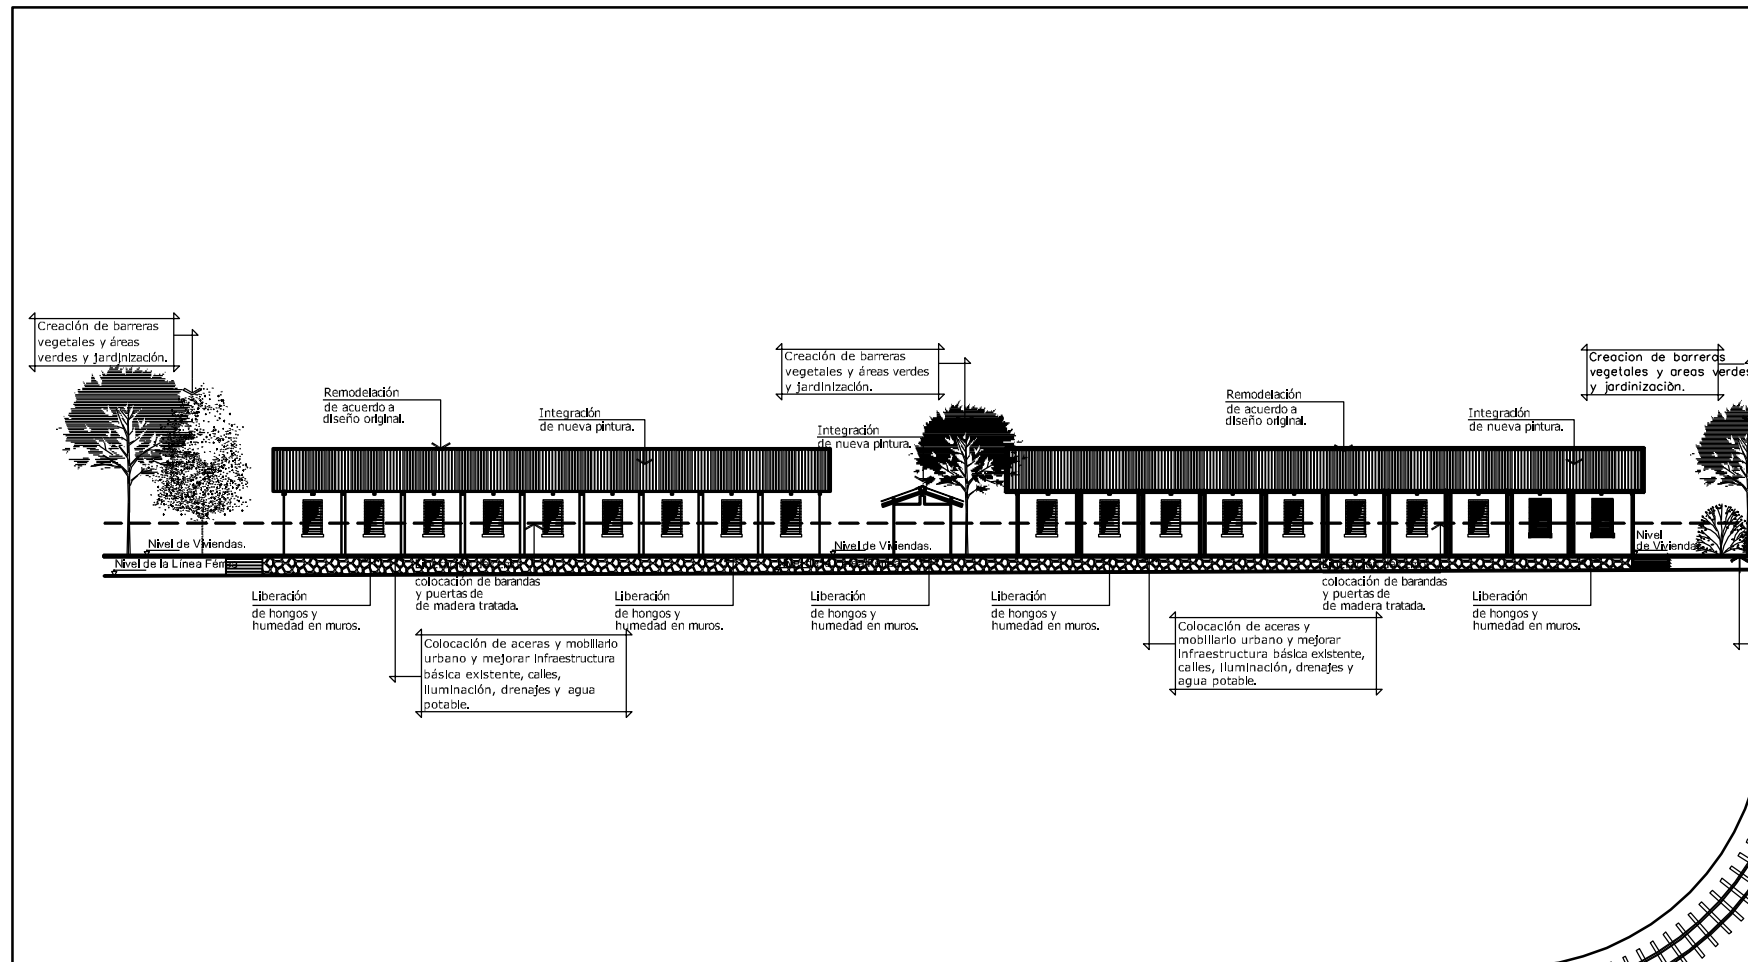 Creación de barreras
vegetales y áreas
verdes y jardinización.
Remodelación
de acuerdo a
diseño original.
Integración
de nueva pintura.
Creación de barreras
vegetales y áreas verdes
y jardinización.
Integración
de nueva pintura.
Remodelación
de acuerdo a
diseño original.
Integración
de nueva pintura.
Creacion de barreras
vegetales y areas verdes
y jardinización.
Nivel de Viviendas.
Nivel de la Línea
Nivel de Viviendas.
Nivel
de Viviendas
Liberación
de hongos y
humedad en muros.
colocación de barandas
y puertas de
de madera tratada.
Liberación
de hongos y
humedad en muros.
Liberación
de hongos y
humedad en muros.
Liberación
de hongos y
humedad en muros.
colocación de barandas
y puertas de
de madera tratada.
Liberación
de hongos y
humedad en muros.
Colocación de aceras y mobiliario
urbano y mejorar infraestructura
básica existente, calles,
iluminación, drenajes y agua
potable.
Colocación de aceras y
mobiliario urbano y mejorar
infraestructura básica existente,
calles, iluminación, drenajes y
agua potable.